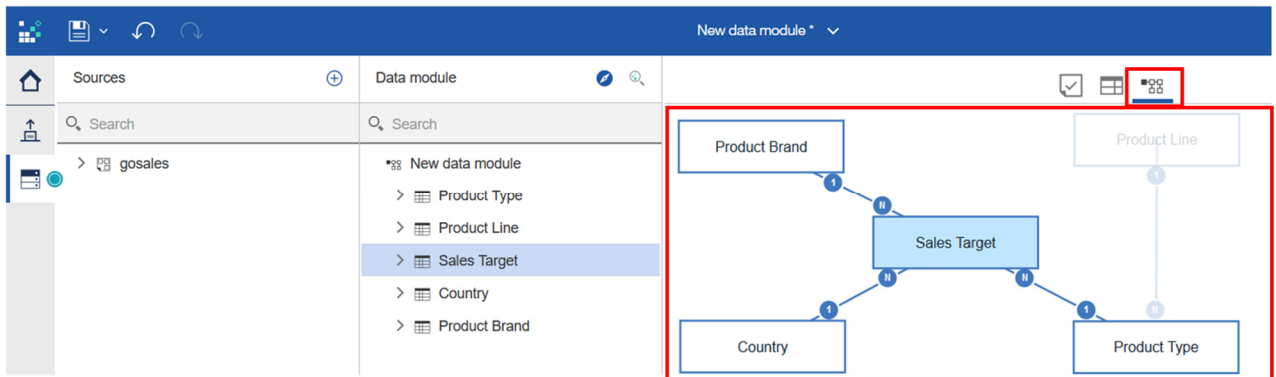 New data module *
Sources
Data module
Search
Search
gosales
New data module
Product Type
Product Line
Sales Target
Country
Product Brand
Product Brand
Product Line
1
1
N
Sales Target
N
N
1
1
N
Country
Product Type